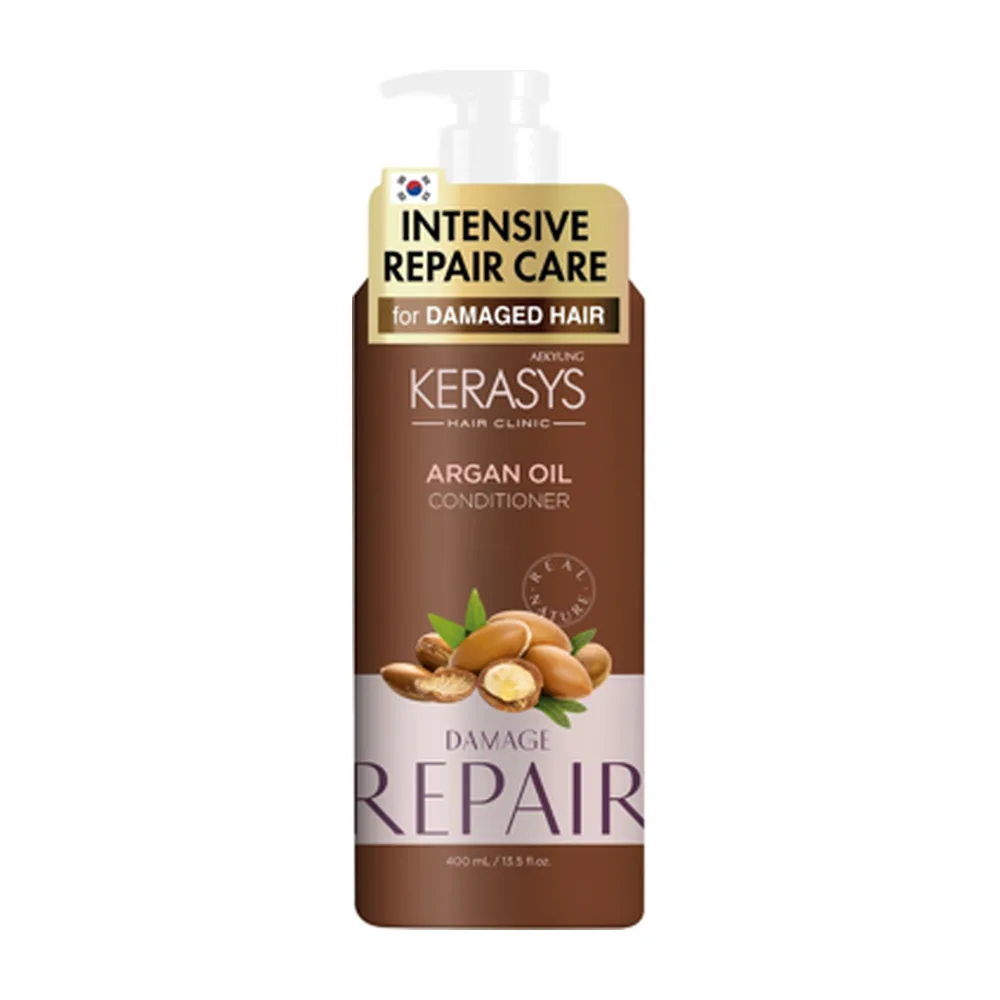 INTENSIVE
REPAIR CARE
for DAMAGED HAIR
AEKYUNG
KERASYS
HAIR CLINIC
ARGAN OIL
CONDITIONER
REAL
NATURE
DAMAGE
REPAIR
400 mL / 13.5 fl.oz.